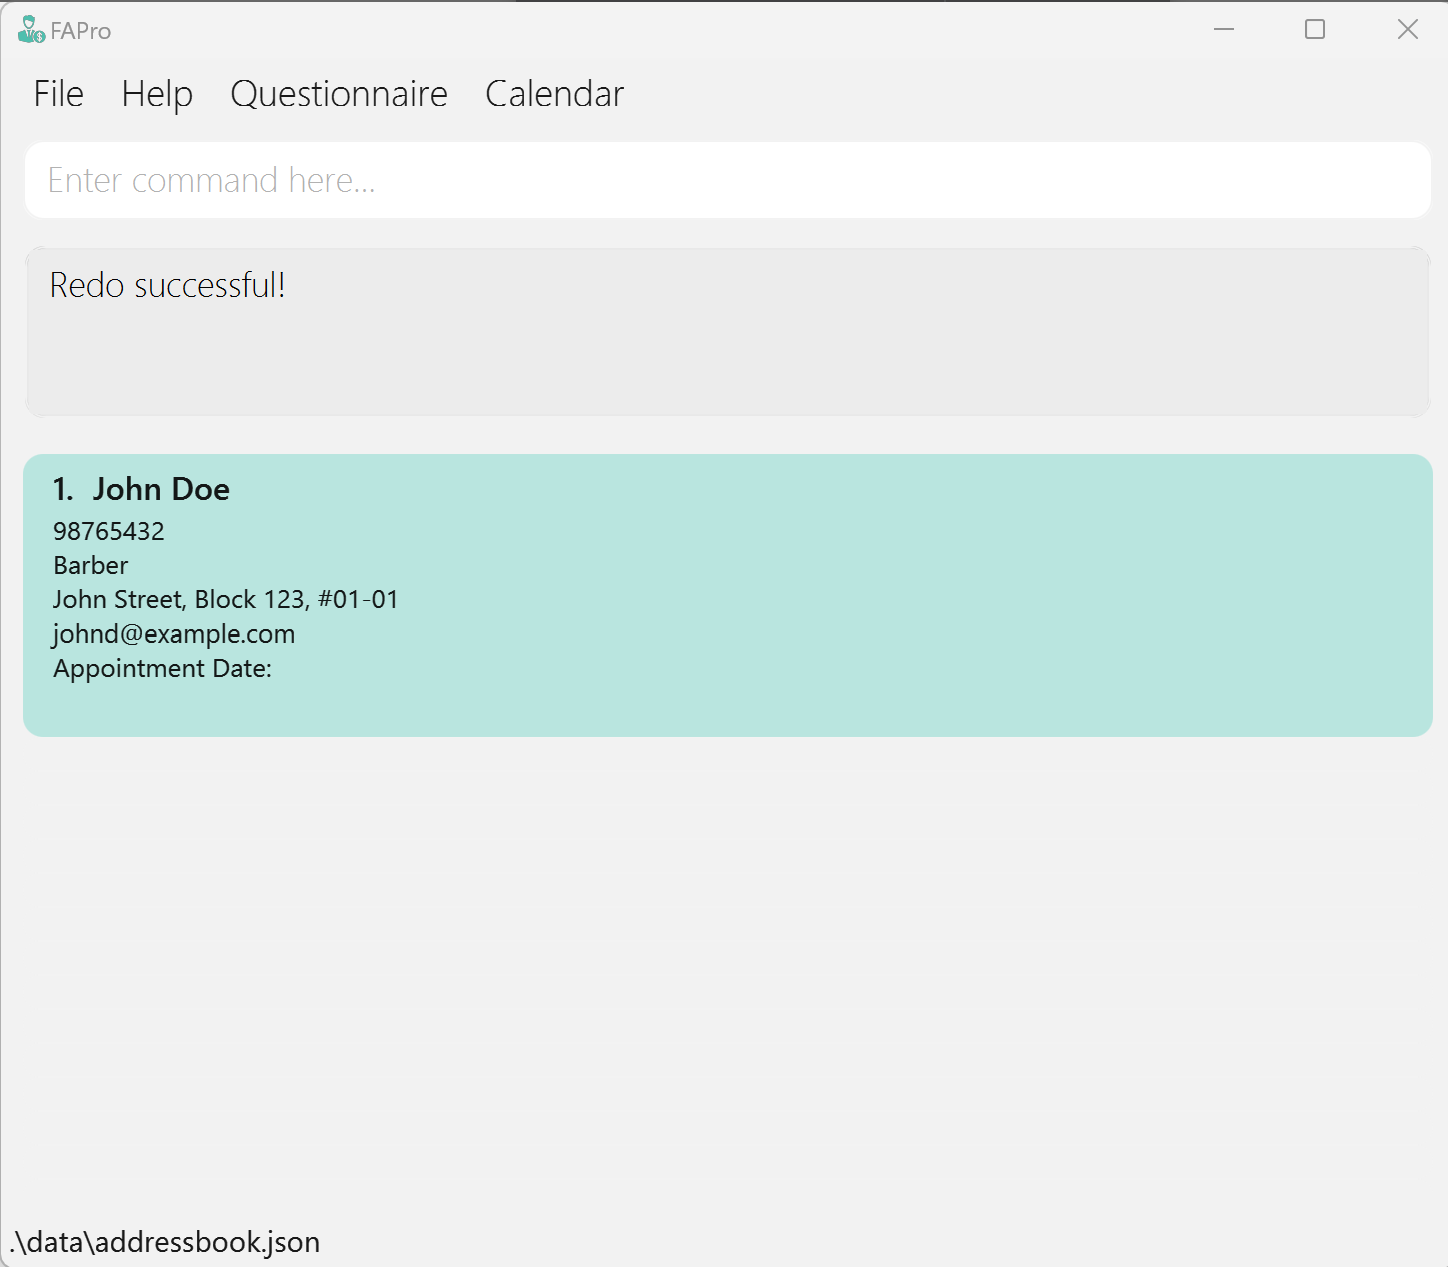 FAPro
File Help Questionnaire Calendar
Enter command here...
Redo successful!
1. John Doe
98765432
Barber
John Street, Block 123, #01-01
johnd@example.com
Appointment Date:
.\data\addressbook.json